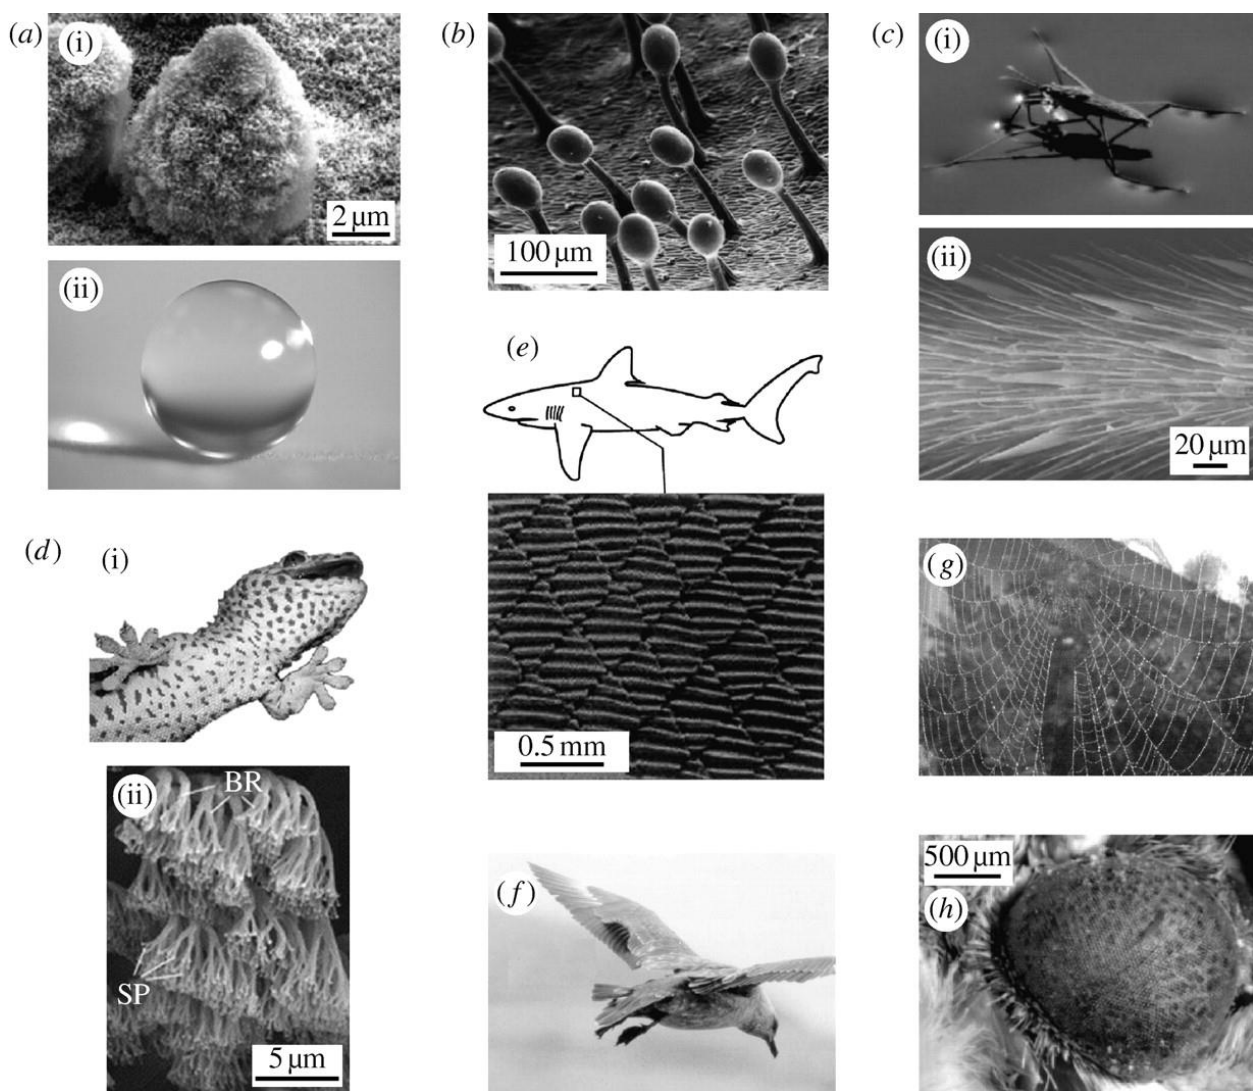 (a)
(i)
2 µm
(ii)
(b)
100 µm
(c)
(i)
(ii)
20 µm
(d)
(i)
(ii)
BR
SP
5 µm
(e)
0.5 mm
(f)
(g)
500 µm
(h)